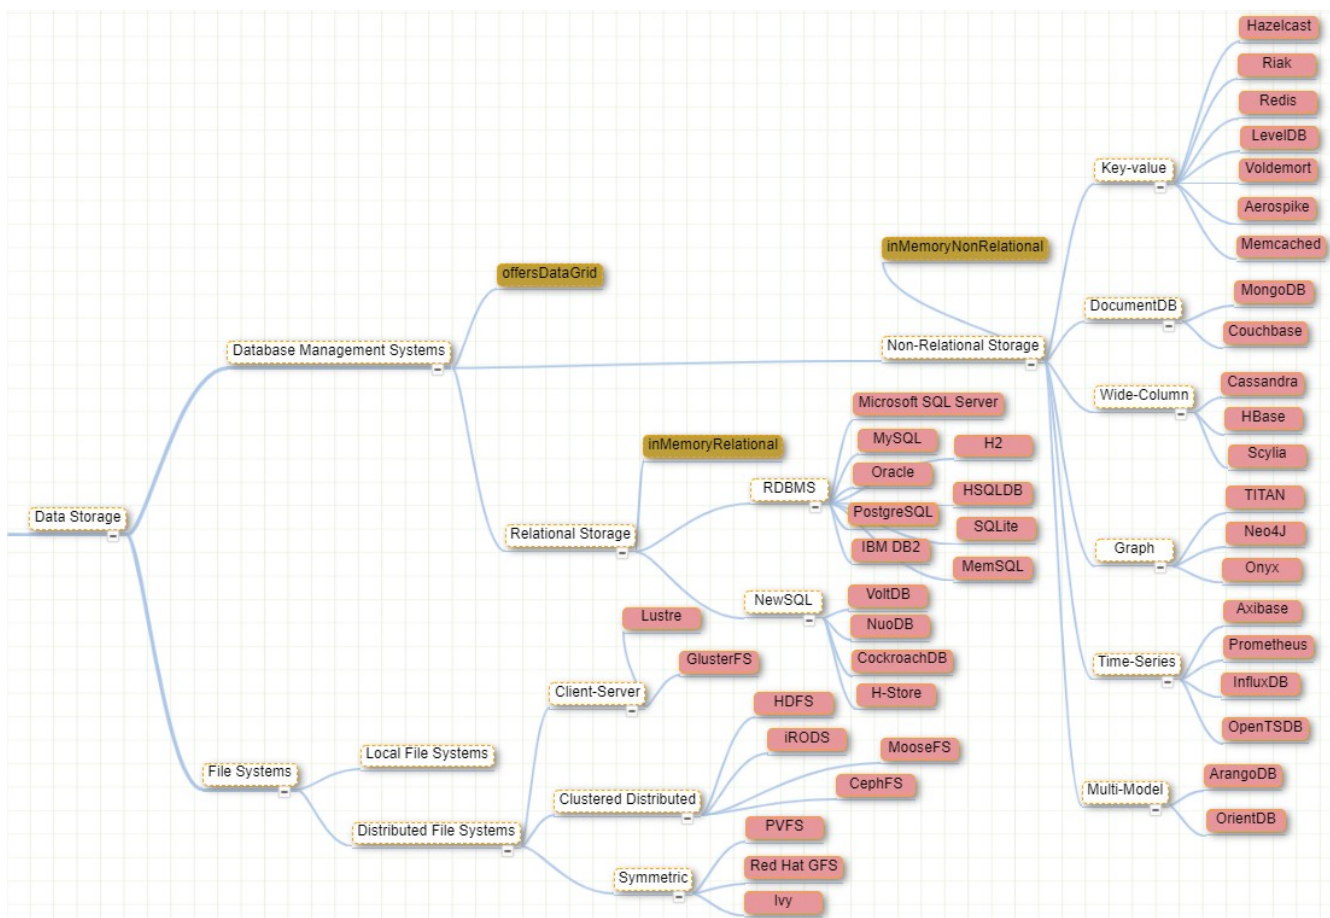 Hazelcast
Riak
Redis
LevelDB
Key-value
Voldemort
Aerospike
Memcached
inMemoryNonRelational
offersDataGrid
MongoDB
DocumentDB
Couchbase
Database Management Systems
Non-Relational Storage
Cassandra
Wide-Column
HBase
Scylia
Microsoft SQL Server
inMemoryRelational
MySQL
H2
Oracle
RDBMS
HSQLDB
PostgreSQL
SQLite
IBM DB2
MemSQL
Data Storage
Relational Storage
TITAN
Neo4J
Graph
Onyx
NewSQL
VoltDB
NuoDB
CockroachDB
H-Store
Axibase
Prometheus
Time-Series
InfluxDB
OpenTSDB
Lustre
GlusterFS
Client-Server
HDFS
iRODS
MooseFS
CephFS
Local File Systems
File Systems
Clustered Distributed
Distributed File Systems
PVFS
Red Hat GFS
Symmetric
Ivy
ArangoDB
Multi-Model
OrientDB